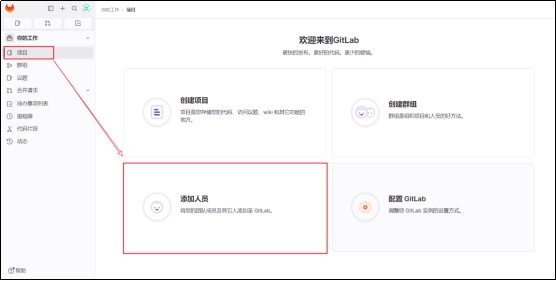 你的工作 › 项目
你的工作
项目
群组
议题
合并请求
待办事项列表
里程碑
代码片段
动态
帮助
欢迎来到GitLab
更快的发布。更好的代码。更少的烦恼。
创建项目
项目是您存储您的代码、访问议题、wiki 和其它功能的
地方。
创建群组
群组是组织项目和人员的好方法。
添加人员
将您的团队成员及其它人添加至 GitLab。
配置 GitLab
调整你 GitLab 实例的设置方式。